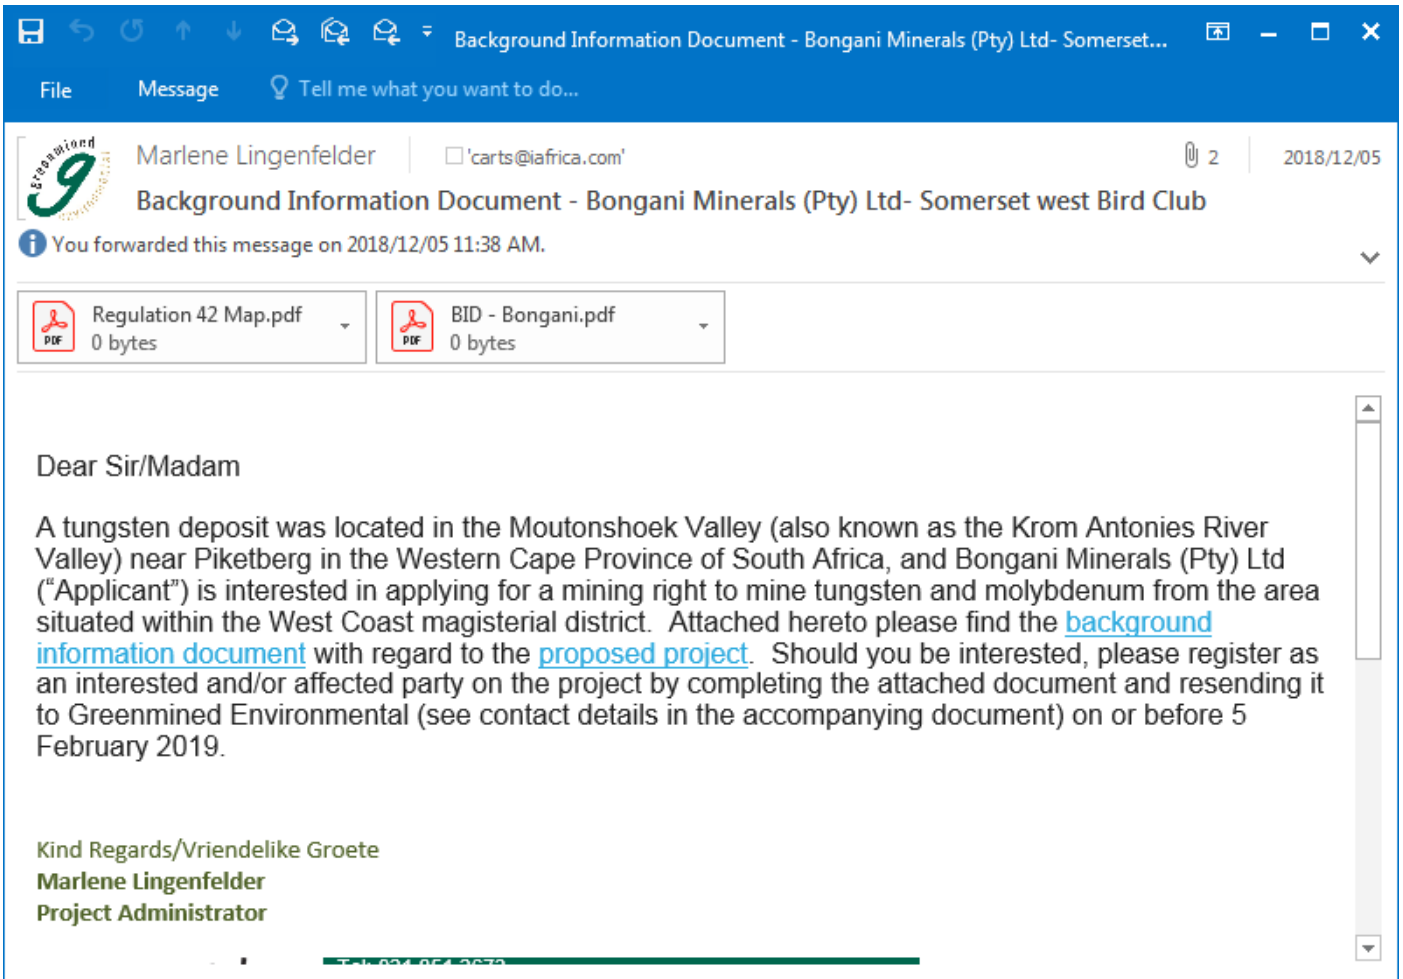 Background Information Document - Bongani Minerals (Pty) Ltd- Somerset...
File Message Tell me what you want to do...
greenmined
Marlene Lingenfelder 'carts@iafrica.com' 2 2018/12/05
Background Information Document - Bongani Minerals (Pty) Ltd- Somerset west Bird Club
You forwarded this message on 2018/12/05 11:38 AM.
Regulation 42 Map.pdf BID - Bongani.pdf
PDF 0 bytes PDF 0 bytes
Dear Sir/Madam
A tungsten deposit was located in the Moutonshoek Valley (also known as the Krom Antonies River
Valley) near Piketberg in the Western Cape Province of South Africa, and Bongani Minerals (Pty) Ltd
(“Applicant”) is interested in applying for a mining right to mine tungsten and molybdenum from the area
situated within the West Coast magisterial district.  Attached hereto please find the background
information document with regard to the proposed project.  Should you be interested, please register as
an interested and/or affected party on the project by completing the attached document and resending it
to Greenmined Environmental (see contact details in the accompanying document) on or before 5
February 2019.
Kind Regards/Vriendelike Groete
Marlene Lingenfelder
Project Administrator
Tel: 021 851 2673